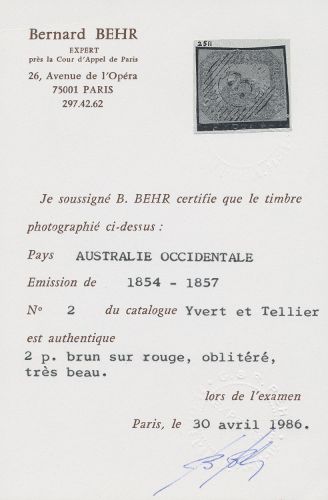 Bernard BEHR
EXPERT
près la Cour d'Appel de Paris
26, Avenue de l'Opéra
75001 PARIS
297.42.62
Je soussigné B. BEHR certifie que le timbre
photographié ci-dessus :
Pays AUSTRALIE OCCIDENTALE
Emission de 1854 - 1857
Nº 2 du catalogue Yvert et Tellier
est authentique
2 p. brun sur rouge, oblitéré,
très beau.
lors de l'examen
Paris, le 30 avril 1986.